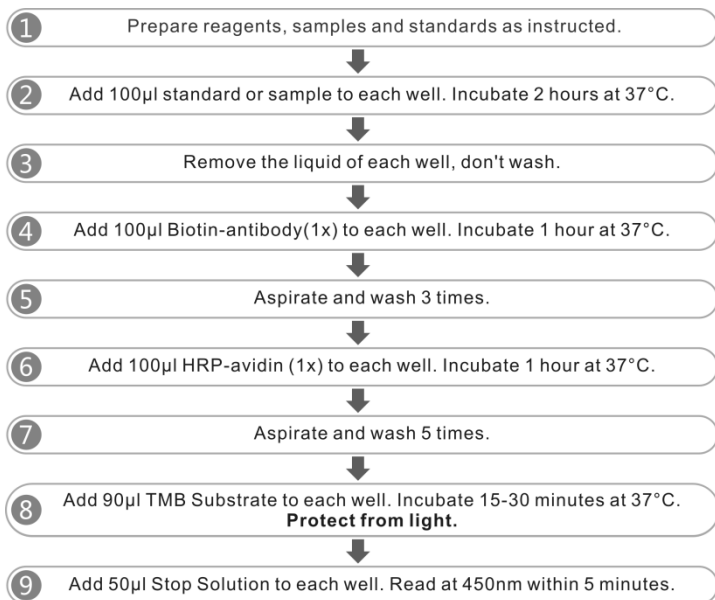 1 Prepare reagents, samples and standards as instructed.
2 Add 100μl standard or sample to each well. Incubate 2 hours at 37°C.
3 Remove the liquid of each well, don't wash.
4 Add 100μl Biotin-antibody(1x) to each well. Incubate 1 hour at 37°C.
5 Aspirate and wash 3 times.
6 Add 100μl HRP-avidin (1x) to each well. Incubate 1 hour at 37°C.
7 Aspirate and wash 5 times.
8 Add 90μl TMB Substrate to each well. Incubate 15-30 minutes at 37°C.
Protect from light.
9 Add 50μl Stop Solution to each well. Read at 450nm within 5 minutes.